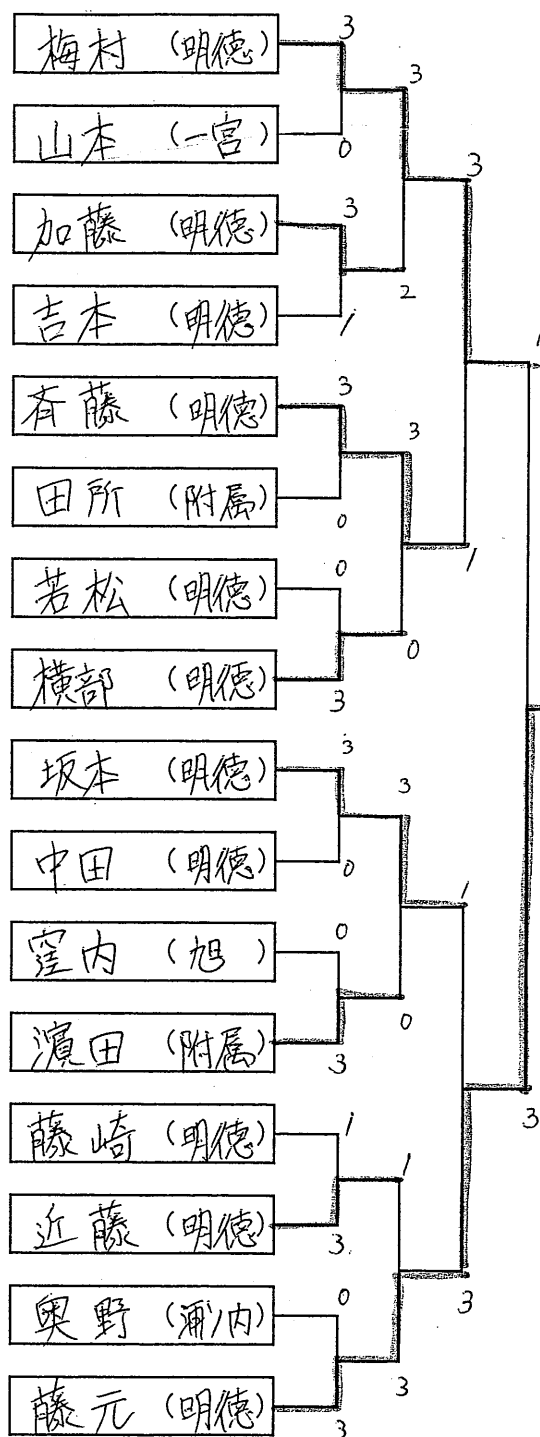 3
梅村 (明徳)
3
山本 (一宮)
0
3
加藤 (明徳)
3
2
吉本 (明徳)
1
1
斉藤 (明徳)
3
3
田所 (附属)
0
1
若松 (明徳)
0
0
横部 (明徳)
3
坂本 (明徳)
3
3
中田 (明徳)
0
1
窪内 (旭)
0
0
濱田 (附属)
3
藤崎 (明徳)
1
1
3
近藤 (明徳)
3
奥野 (浦ノ内)
0
3
藤元 (明徳)
3
3